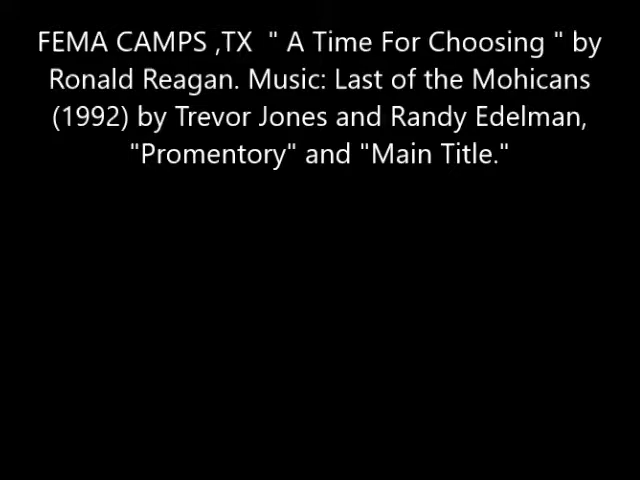 FEMA CAMPS ,TX  " A Time For Choosing " by
Ronald Reagan. Music: Last of the Mohicans
(1992) by Trevor Jones and Randy Edelman,
"Promentory" and "Main Title."